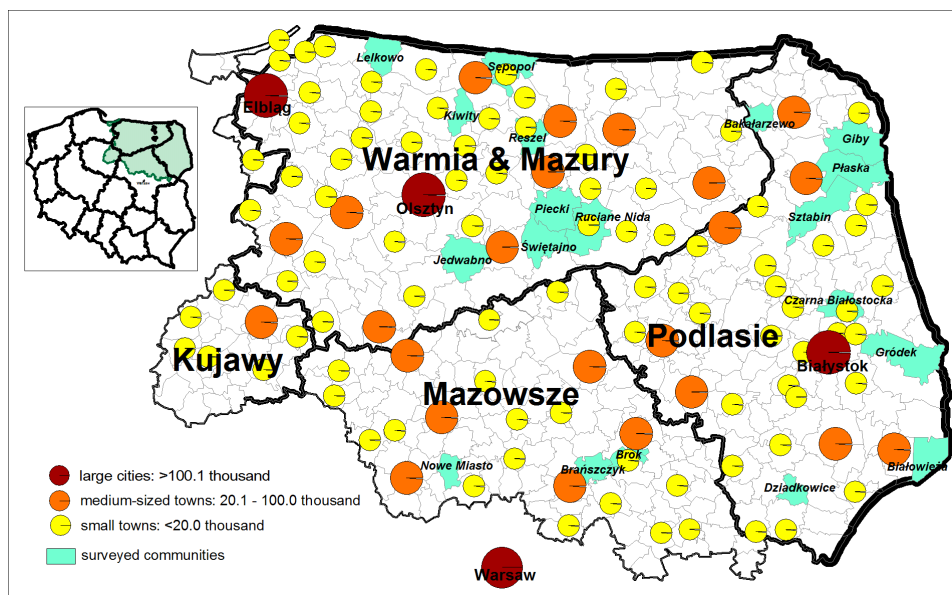 Lelkowo
Sępopol
Elbląg
Kiwity
Reszel
Bakałarzewo
Giby
Warmia & Mazury
Płaska
Olsztyn
Piecki
Ruciane Nida
Sztabin
Świętajno
Jedwabno
Czarna Białostocka
Podlasie
Kujawy
Białystok
Gródek
Mazowsze
Nowe Miasto
Brańszczyk
Brok
Białowieża
Dziadkowice
large cities: >100.1 thousand
medium-sized towns: 20.1 - 100.0 thousand
small towns: <20.0 thousand
surveyed communities
Warsaw